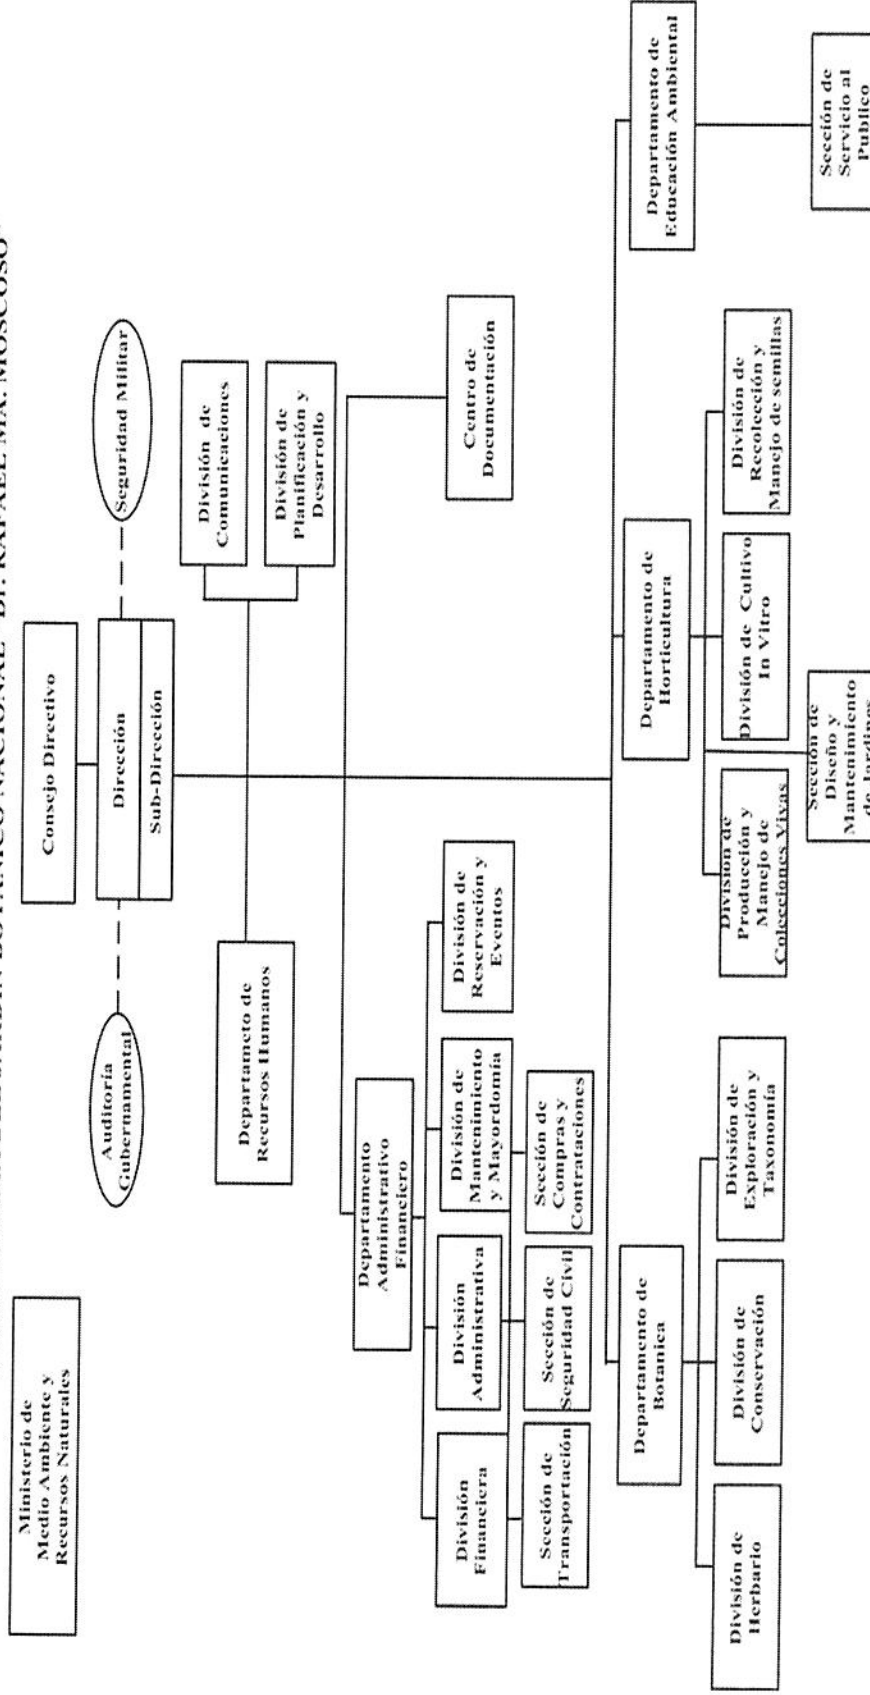 JARDIN BOTANICO NACIONAL "Dr. RAFAEL MA. MOSCOSO"
Ministerio de
Medio Ambiente y
Recursos Naturales
Consejo Directivo
Dirección
Sub-Dirección
Auditoría
Gubernamental
Seguridad Militar
Departameto de
Recursos Humanos
División de
Comunicaciones
División de
Planificación y
Desarrollo
Departamento
Administrativo
Financiero
Centro de
Documentación
División
Financiera
División
Administrativa
División de
Mantenimiento
y Mayordomía
División de
Reservación y
Eventos
Sección de
Transportación
Sección de
Seguridad Civil
Sección de
Compras y
Contrataciones
Departamento de
Botanica
Departamento de
Horticultura
Departamento de
Educación Ambiental
División de
Herbario
División de
Conservación
División de
Exploración y
Taxonomía
División de
Producción y
Manejo de
Colecciones Vivas
División de Cultivo
In Vitro
División de
Recolección y
Manejo de semillas
Sección de
Diseño y
Mantenimiento
de Jardines
Sección de
Servicio al
Publico